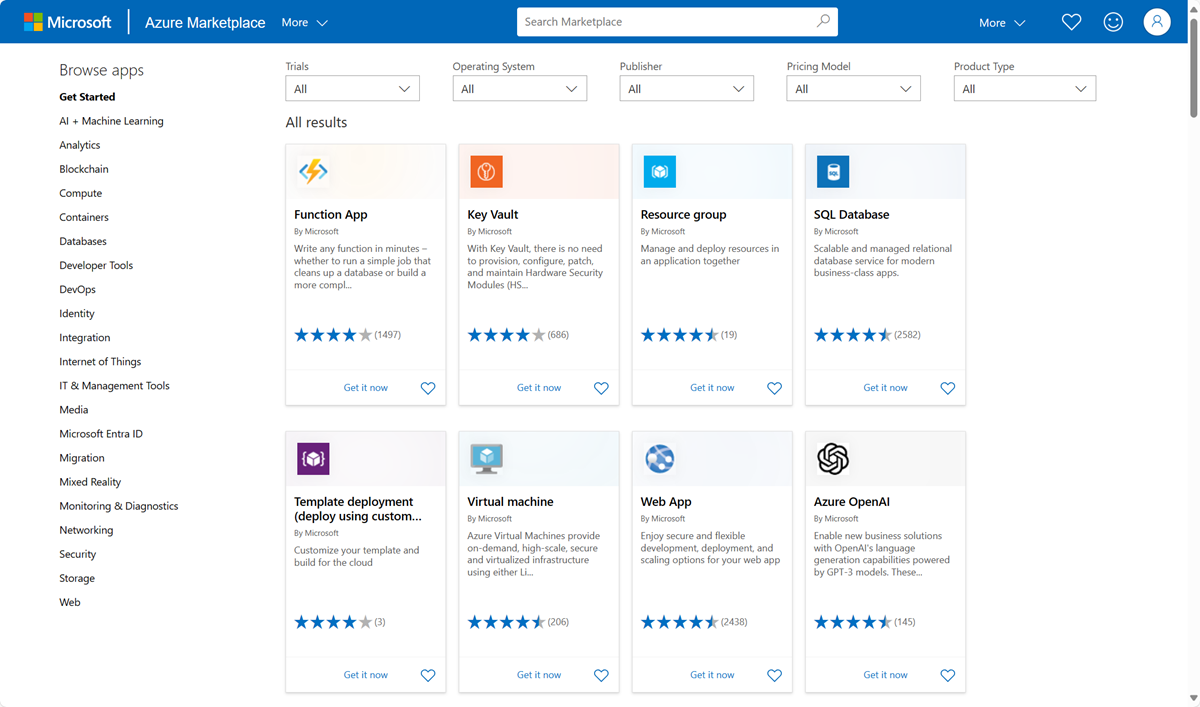 Microsoft
Azure Marketplace
More
Search Marketplace
More
Browse apps
Get Started
AI + Machine Learning
Analytics
Blockchain
Compute
Containers
Databases
Developer Tools
DevOps
Identity
Integration
Internet of Things
IT & Management Tools
Media
Microsoft Entra ID
Migration
Mixed Reality
Monitoring & Diagnostics
Networking
Security
Storage
Web
Trials
All
Operating System
All
Publisher
All
Pricing Model
All
Product Type
All
All results
Function App
By Microsoft
Write any function in minutes –
whether to run a simple job that
cleans up a database or build a
more compl...
(1497)
Get it now
Key Vault
By Microsoft
With Key Vault, there is no need
to provision, configure, patch,
and maintain Hardware Security
Modules (HS...
(686)
Get it now
Resource group
By Microsoft
Manage and deploy resources in
an application together
(19)
Get it now
SQL
SQL Database
By Microsoft
Scalable and managed relational
database service for modern
business-class apps.
(2582)
Get it now
Template deployment
(deploy using custom...
By Microsoft
Customize your template and
build for the cloud
(3)
Get it now
Virtual machine
By Microsoft
Azure Virtual Machines provide
on-demand, high-scale, secure
and virtualized infrastructure
using either Li...
(206)
Get it now
Web App
By Microsoft
Enjoy secure and flexible
development, deployment, and
scaling options for your web app
(2438)
Get it now
Azure OpenAI
By Microsoft
Enable new business solutions
with OpenAI's language
generation capabilities powered
by GPT-3 models. These...
(145)
Get it now